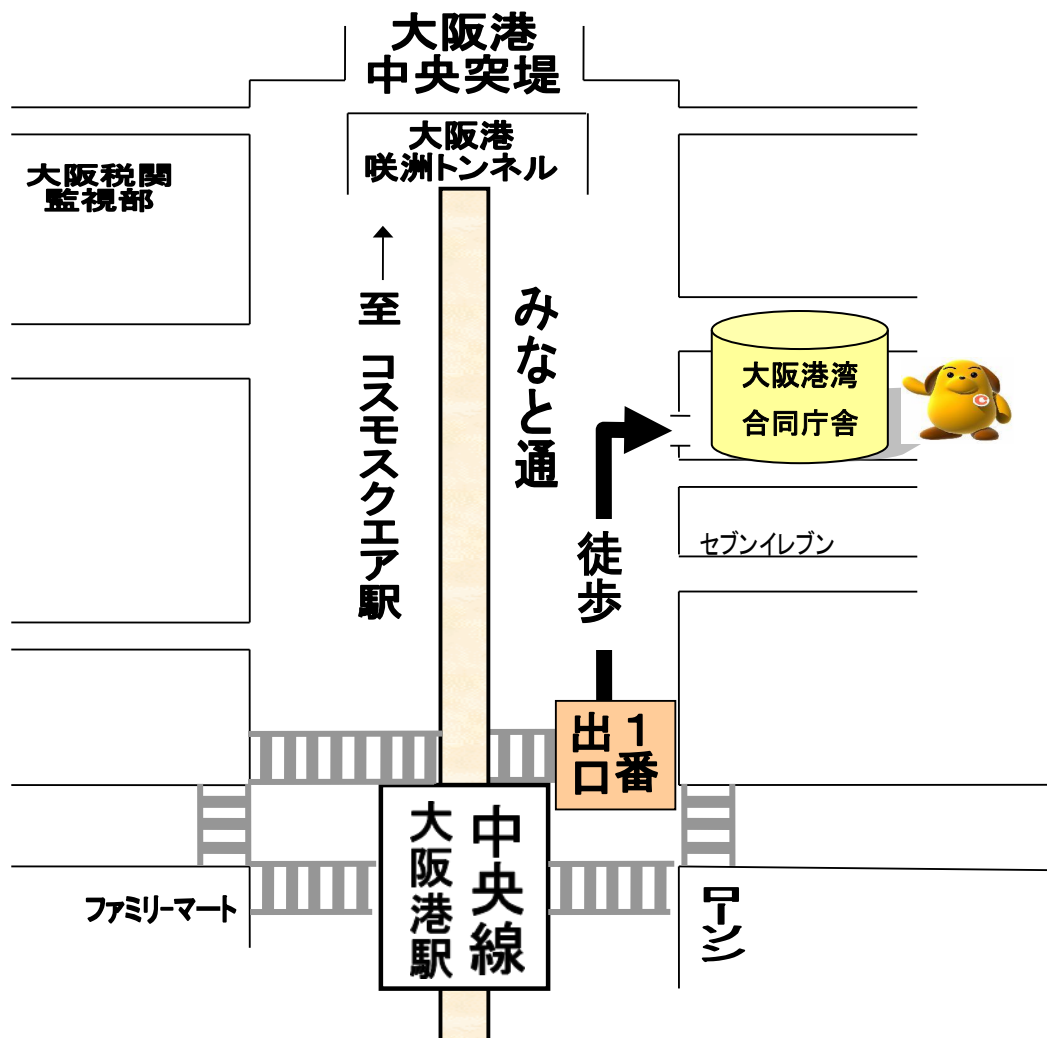 大阪港
中央突堤
大阪港
咲洲トンネル
大阪税関
監視部
至 コスモスクエア駅
みなと通
大阪港湾
合同庁舎
徒歩
セブンイレブン
1番
出口
中央線
大阪港駅
ファミリーマート
ローソン